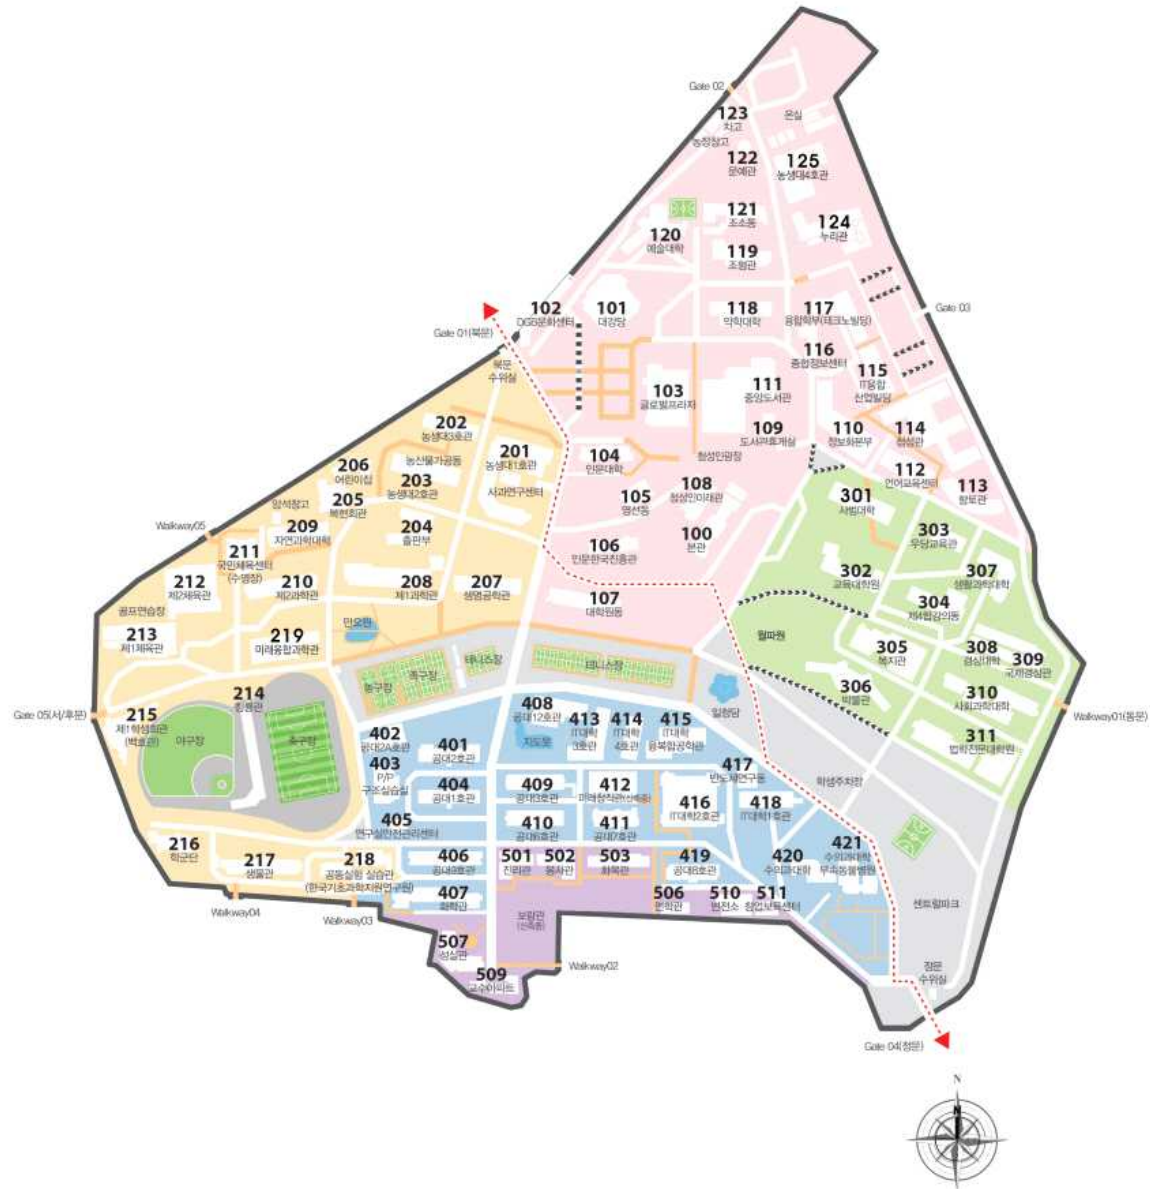 Gate 02
123
차고
농장창고
온실
122
문예관
125
농생대4호관
121
조소동
124
누리관
120
예술대학
119
조형관
102
DGB문화센터
101
대강당
118
약학대학
117
융합학부(테크노빌딩)
Gate 03
Gate 01(북문)
북문
수위실
116
종합정보센터
115
IT융합
산업빌딩
103
글로벌프라자
111
중앙도서관
109
도서관휴게실
110
정보화본부
114
첨성관
202
농생대3호관
201
농생대1호관
104
인문대학
첨성인광장
112
언어교육센터
113
향토관
206
어린이집
농산물가공동
203
농생대2호관
사과연구센터
105
영선동
108
첨성인미래관
301
사범대학
205
복현회관
암석창고
Walkway05
209
자연과학대학
204
출판부
100
본관
303
우당교육관
211
국민체육센터
(수영장)
106
인문한국진흥관
302
교육대학원
307
생활과학대학
212
제2체육관
210
제2과학관
208
제1과학관
207
생명공학관
107
대학원동
304
제4합강의동
골프연습장
213
제1체육관
219
미래융합과학관
만오원
월파원
305
복지관
308
경상대학
309
국제경상관
농구장
족구장
테니스장
테니스장
306
박물관
310
사회과학대학
Gate 05(서/후문)
215
제1학생회관
(백호관)
214
야구장
축구장
일청담
Walkway01(동문)
311
법학전문대학원
402
공대2A호관
401
공대2호관
408
공대12호관
지도못
413
IT대학
3호관
414
IT대학
4호관
415
IT대학
융복합공학관
403
P/P
구조실습실
404
공대1호관
409
공대3호관
412
417
반도체연구동
학생주차장
416
IT대학2호관
418
IT대학1호관
405
연구실안전관리센터
410
공대6호관
411
공대7호관
216
학군단
217
생물관
218
공동실험 실습관
(한국기초과학지원연구원)
406
공대9호관
501
진리관
502
봉사관
503
화목관
419
공대8호관
420
수의과대학
421
수의과대학
부속동물병원
407
화학관
보람관
(신축동)
506
면학관
510
변전소
511
창업보육센터
센트럴파크
Walkway04
Walkway03
507
성실관
Walkway02
509
교수아파트
정문
수위실
Gate 04(정문)
N
N